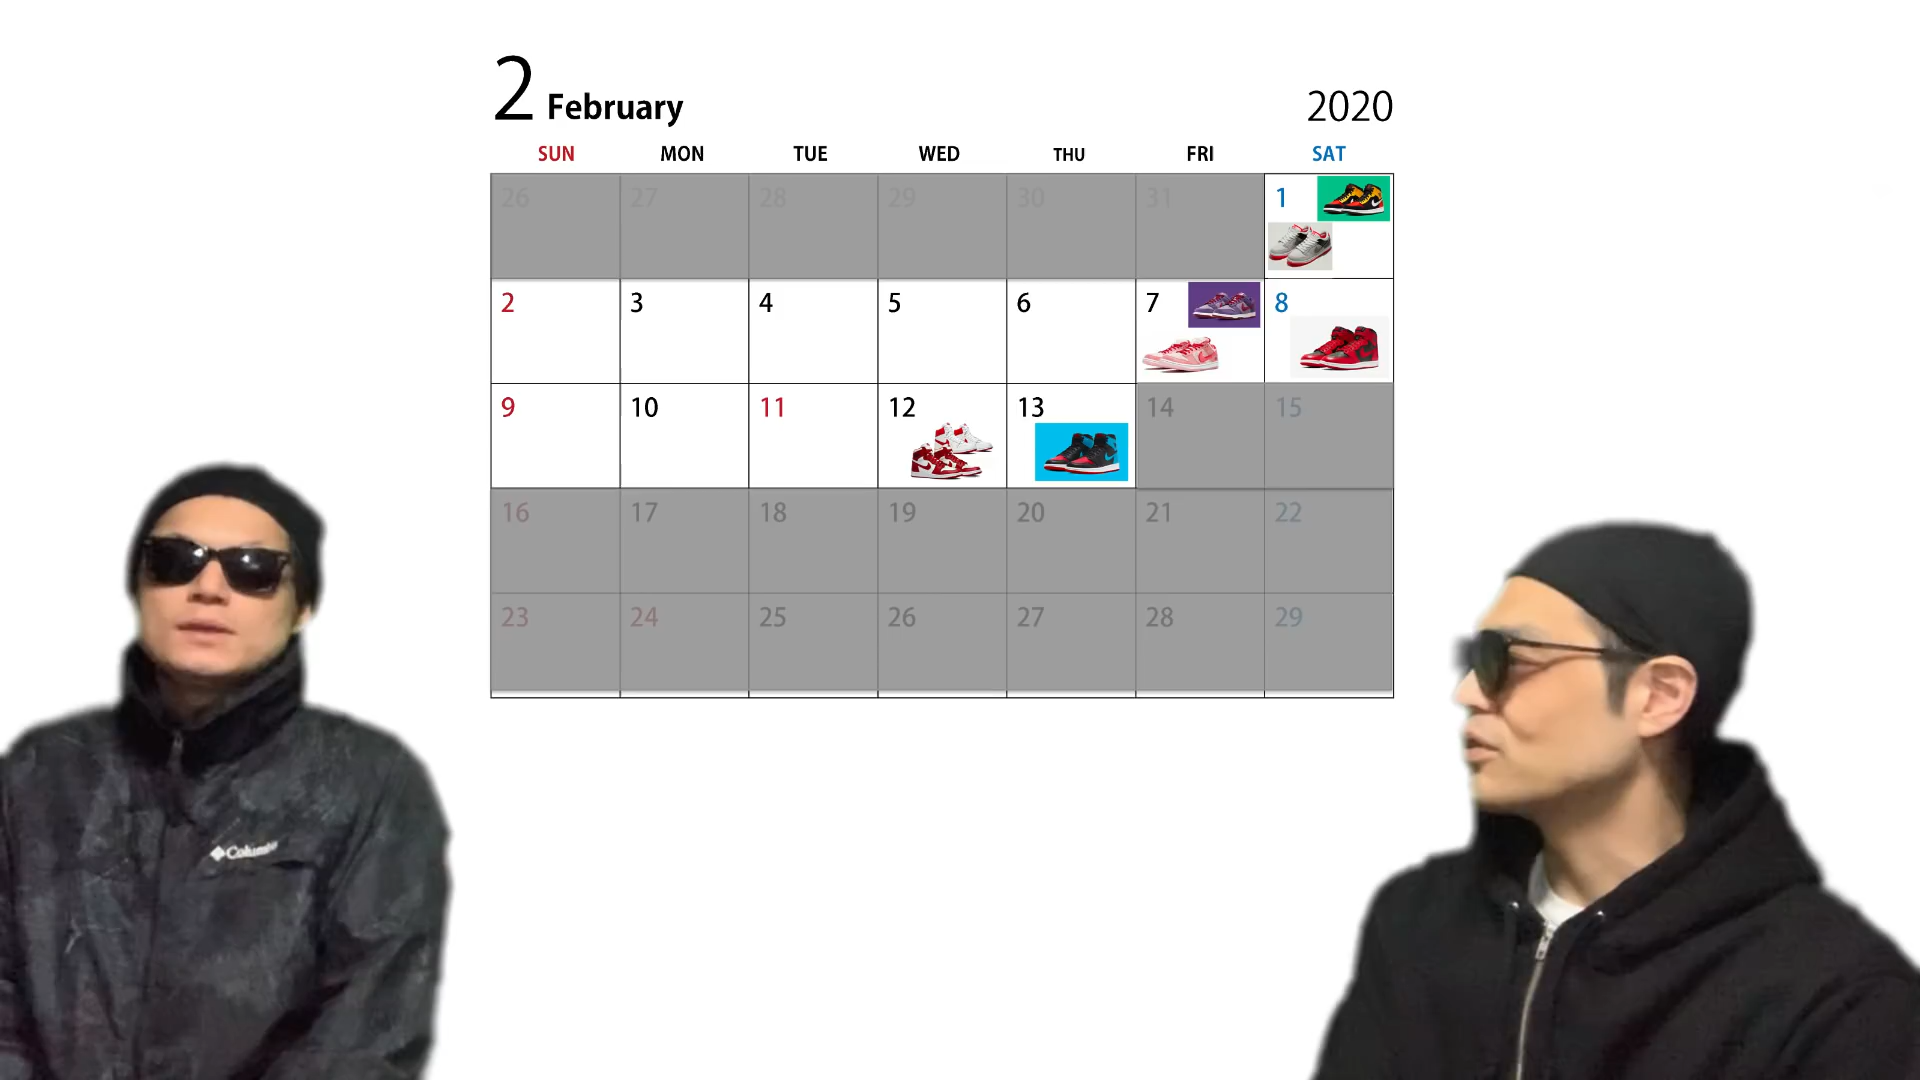 2 February 2020
SUN MON TUE WED THU FRI SAT
26 27 28 29 30 31 1
2 3 4 5 6 7 8
9 10 11 12 13 14 15
16 17 18 19 20 21 22
23 24 25 26 27 28 29
Columbia